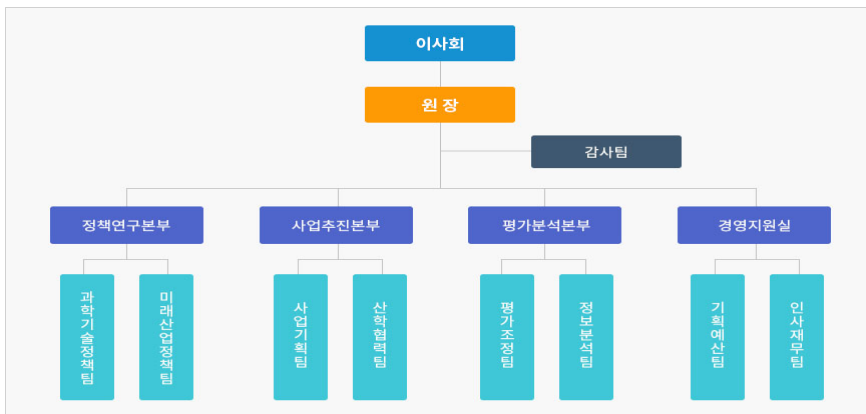 이사회
원 장
감사팀
정책연구본부
사업추진본부
평가분석본부
경영지원실
과학기술정책팀
미래산업정책팀
사업기획팀
산학협력팀
평가조정팀
정보분석팀
기획예산팀
인사재무팀